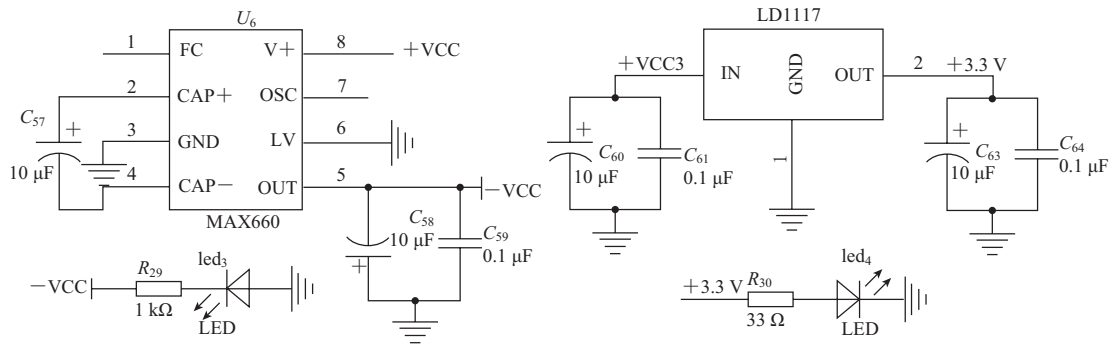 U6
1 FC V+ 8 +VCC
2 CAP+ OSC 7
C57 + 10 μF
3 GND LV 6
4 CAP− OUT 5 −VCC
MAX660
C58 10 μF +
C59 0.1 μF
−VCC R29 1 kΩ led3 LED
LD1117
+VCC3 IN GND OUT 2 +3.3 V
1
+ C60 10 μF
C61 0.1 μF
+ C63 10 μF
C64 0.1 μF
+3.3 V R30 33 Ω led4 LED